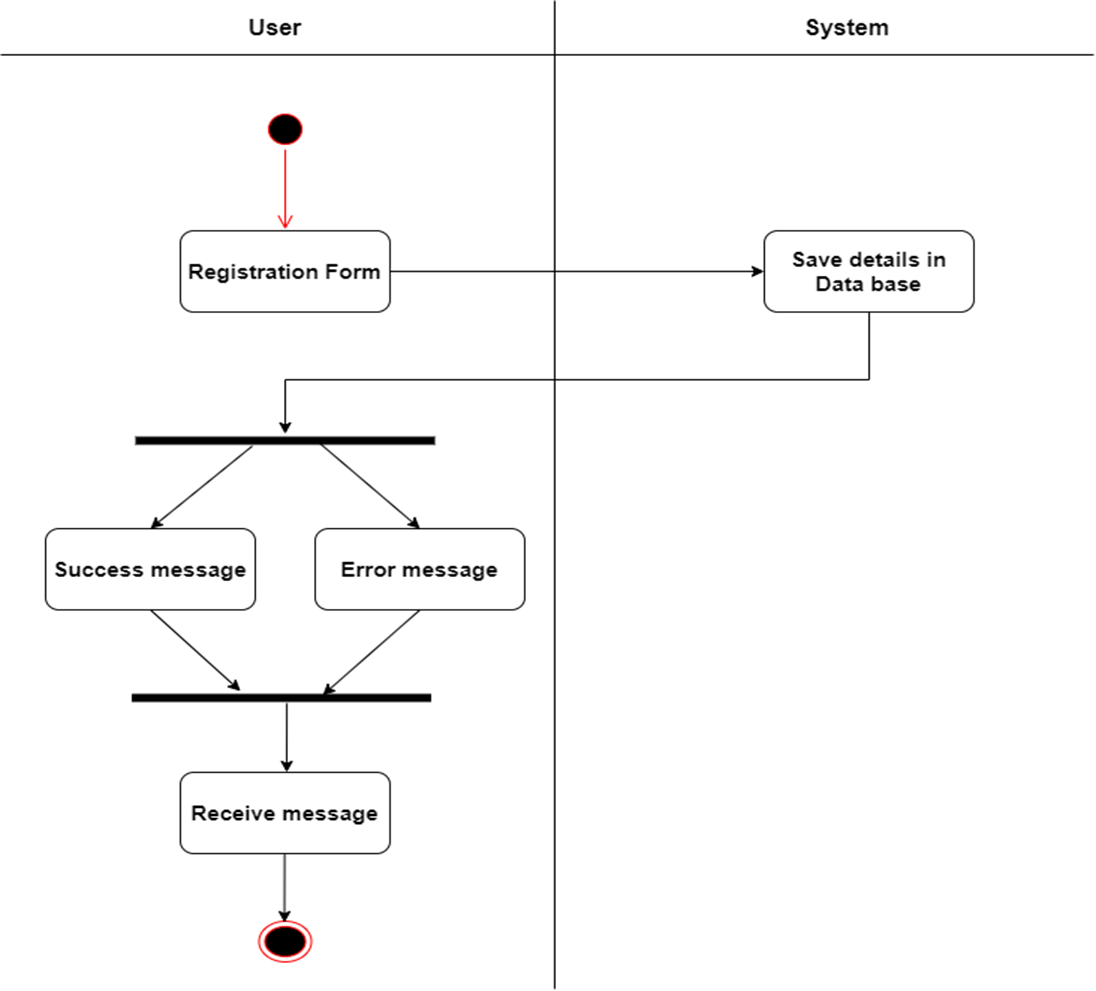 User
System
Registration Form
Save details in
Data base
Success message
Error message
Receive message